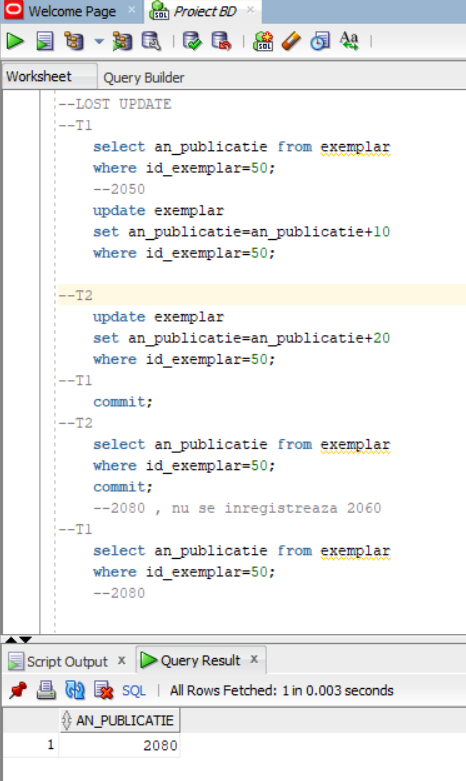 Welcome Page × Proiect BD ×
Worksheet Query Builder
--LOST UPDATE
--T1
select an_publicatie from exemplar
where id_exemplar=50;
--2050
update exemplar
set an_publicatie=an_publicatie+10
where id_exemplar=50;
--T2
update exemplar
set an_publicatie=an_publicatie+20
where id_exemplar=50;
--T1
commit;
--T2
select an_publicatie from exemplar
where id_exemplar=50;
commit;
--2080 , nu se inregistreaza 2060
--T1
select an_publicatie from exemplar
where id_exemplar=50;
--2080
Script Output × Query Result ×
SQL | All Rows Fetched: 1 in 0.003 seconds
AN_PUBLICATIE
1 2080